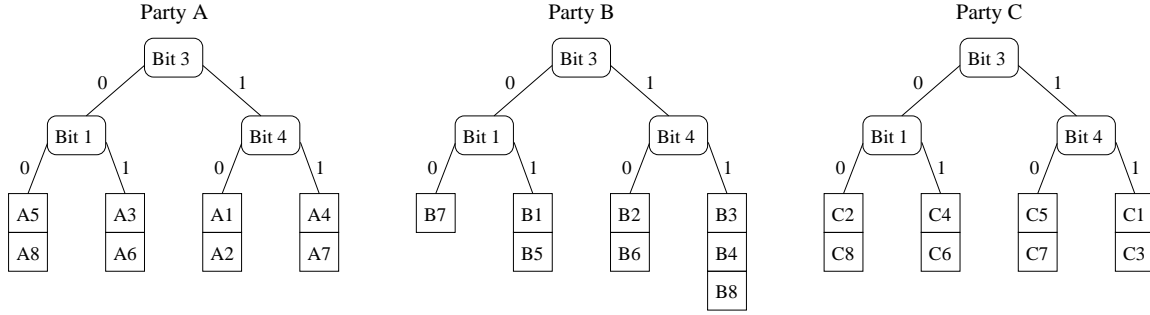 Party A Party B Party C
Bit 3 Bit 3 Bit 3
0 1 0 1 0 1
Bit 1 Bit 4 Bit 1 Bit 4 Bit 1 Bit 4
0 1 0 1 0 1 0 1 0 1 0 1
A5 A3 A1 A4 B7 B1 B2 B3 C2 C4 C5 C1
A8 A6 A2 A7 B5 B6 B4 C8 C6 C7 C3
B8